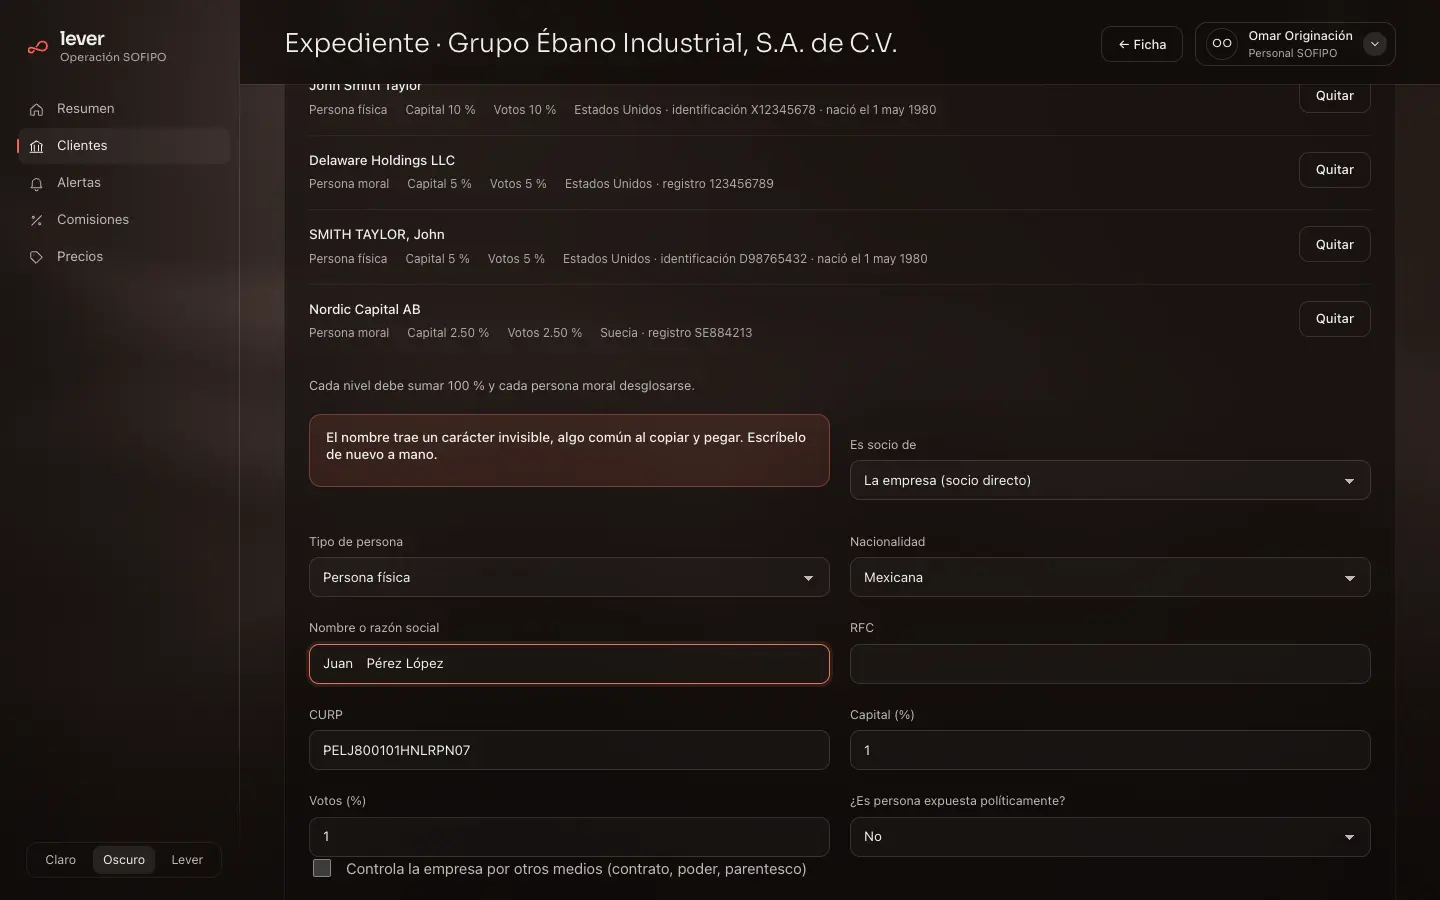 lever
Operación SOFIPO
Expediente · Grupo Ébano Industrial, S.A. de C.V.
← Ficha
OO
Omar Originación
Personal SOFIPO
Resumen
Clientes
Alertas
Comisiones
Precios
John Smith Taylor
Persona física Capital 10 % Votos 10 % Estados Unidos · identificación X12345678 · nació el 1 may 1980
Quitar
Delaware Holdings LLC
Persona moral Capital 5 % Votos 5 % Estados Unidos · registro 123456789
Quitar
SMITH TAYLOR, John
Persona física Capital 5 % Votos 5 % Estados Unidos · identificación D98765432 · nació el 1 may 1980
Quitar
Nordic Capital AB
Persona moral Capital 2.50 % Votos 2.50 % Suecia · registro SE884213
Quitar
Cada nivel debe sumar 100 % y cada persona moral desglosarse.
El nombre trae un carácter invisible, algo común al copiar y pegar. Escríbelo
de nuevo a mano.
Es socio de
La empresa (socio directo)
Tipo de persona
Persona física
Nacionalidad
Mexicana
Nombre o razón social
Juan Pérez López
RFC
CURP
PELJ800101HNLRPN07
Capital (%)
1
Votos (%)
1
¿Es persona expuesta políticamente?
No
Controla la empresa por otros medios (contrato, poder, parentesco)
Claro Oscuro Lever